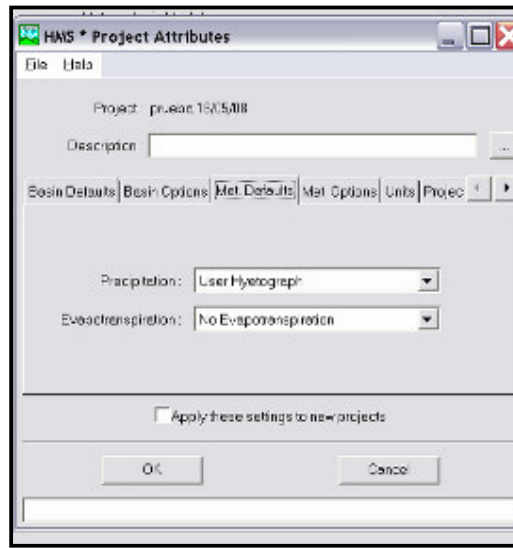 HMS * Project Attributes
File Help
Project: prueba 16/05/08
Description:
...
Basin Defaults Basin Options Met. Defaults Met Options Units Projec
Precipitation: User Hyetograph
Evapotranspiration: No Evapotranspiration
Apply these settings to new projects
OK Cancel